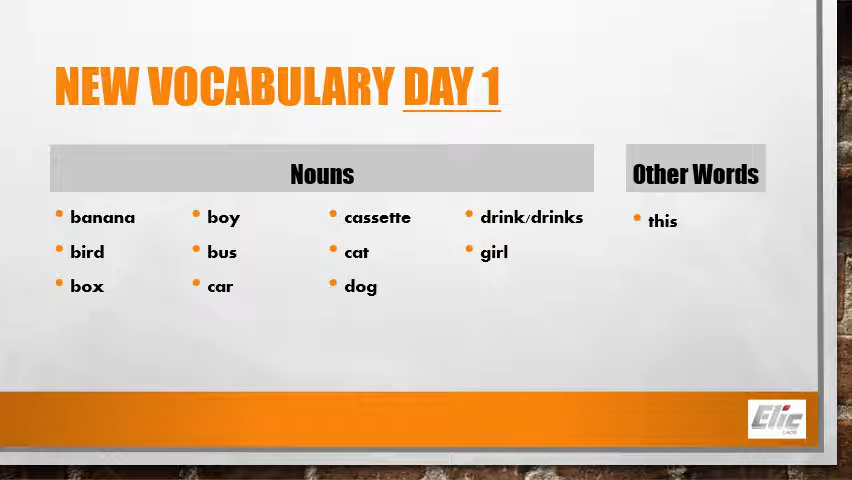 NEW VOCABULARY DAY 1
Nouns
Other Words
banana
bird
box
boy
bus
car
cassette
cat
dog
drink/drinks
girl
this
Elic
LAOS